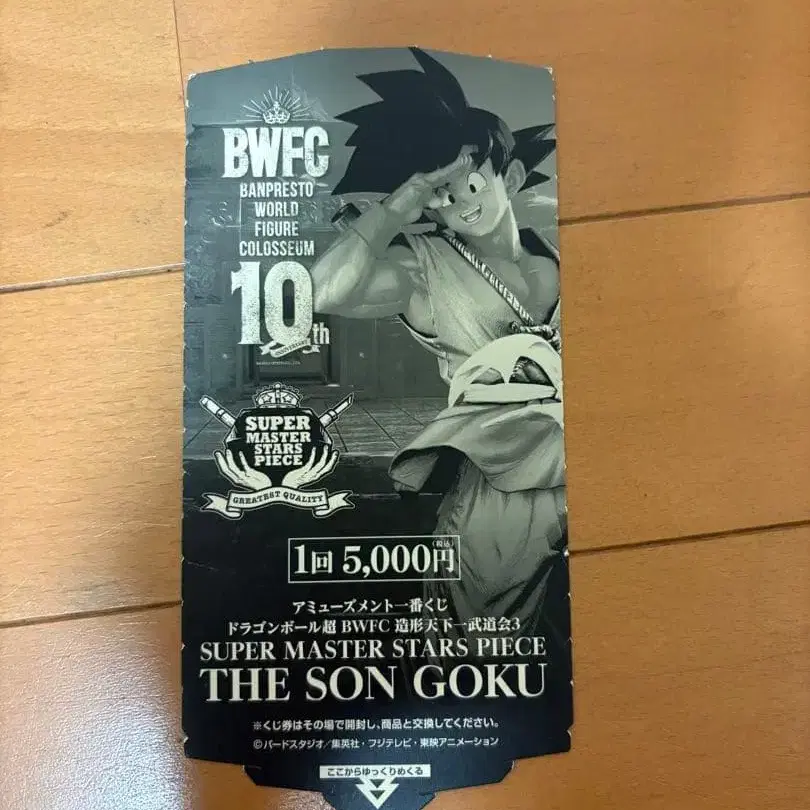 BWFC
BANPRESTO
WORLD
FIGURE
COLOSSEUM
10th
ANNIVERSARY
SUPER
MASTER
STARS
PIECE
GREATEST QUALITY
1回 5,000円(税込)
アミューズメント一番くじ
ドラゴンボール超 BWFC 造形天下一武道会3
SUPER MASTER STARS PIECE
THE SON GOKU
※くじ券はその場で開封し、商品と交換してください。
©バードスタジオ/集英社・フジテレビ・東映アニメーション
ここからゆっくりめくる